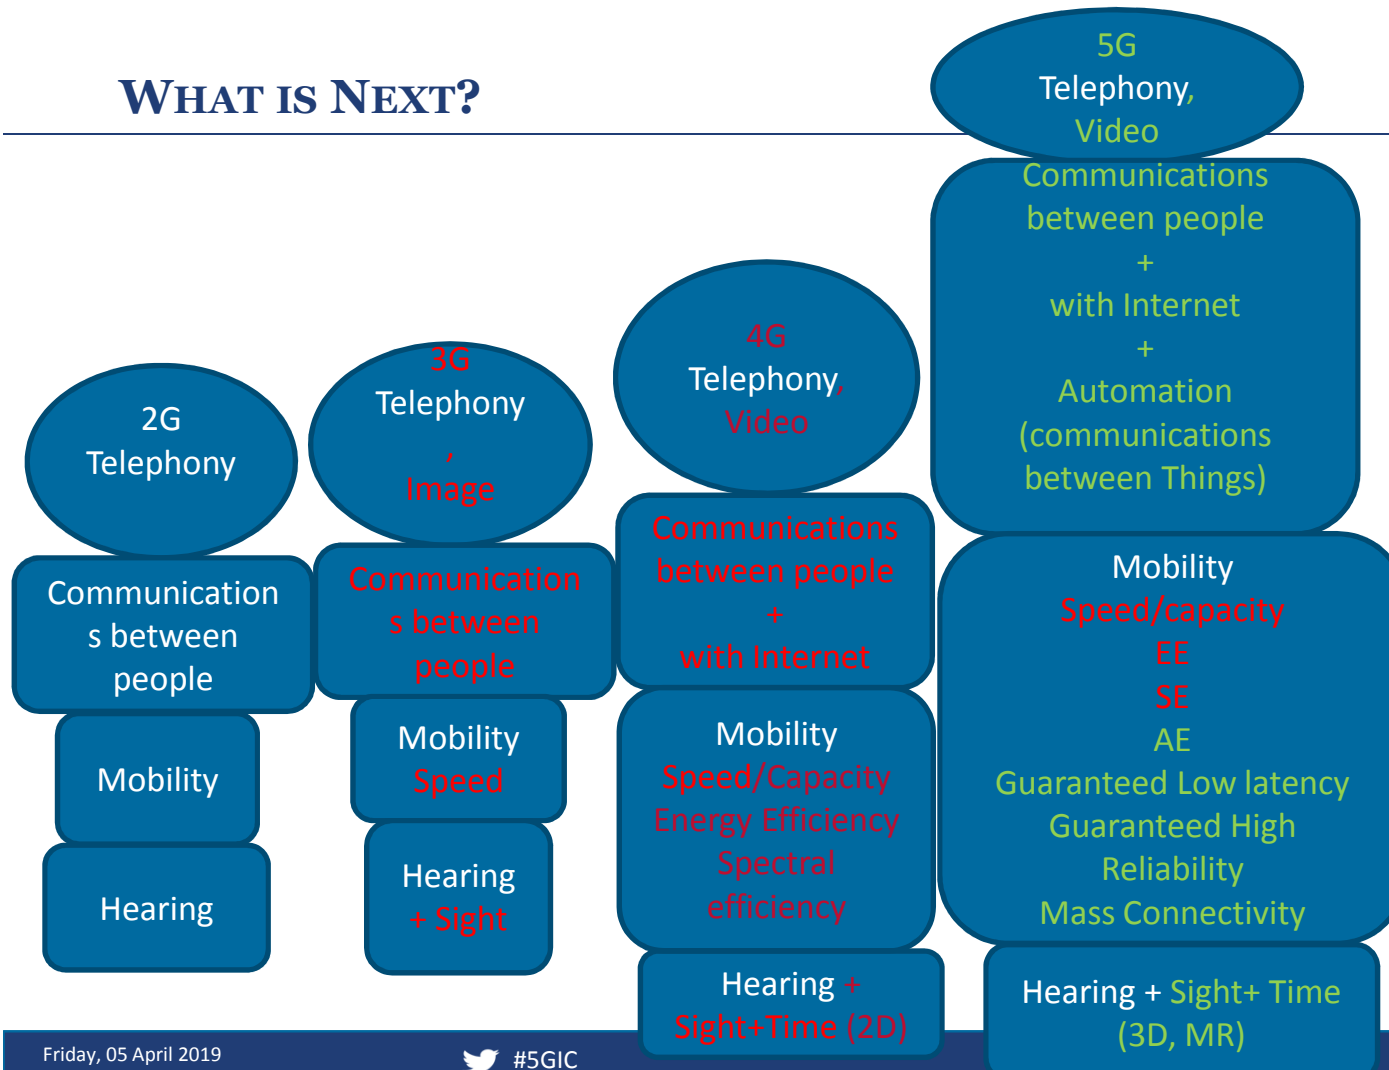 WHAT IS NEXT?
2G
Telephony
Communication
s between
people
Mobility
Hearing
3G
Telephony
,
Image
Communication
s between
people
Mobility
Speed
Hearing
+ Sight
4G
Telephony,
Video
Communications
between people
+
with Internet
Mobility
Speed/Capacity
Energy Efficiency
Spectral
efficiency
Hearing +
Sight+Time (2D)
5G
Telephony,
Video
Communications
between people
+
with Internet
+
Automation
(communications
between Things)
Mobility
Speed/capacity
EE
SE
AE
Guaranteed Low latency
Guaranteed High
Reliability
Mass Connectivity
Hearing + Sight+ Time
(3D, MR)
Friday, 05 April 2019
#5GIC